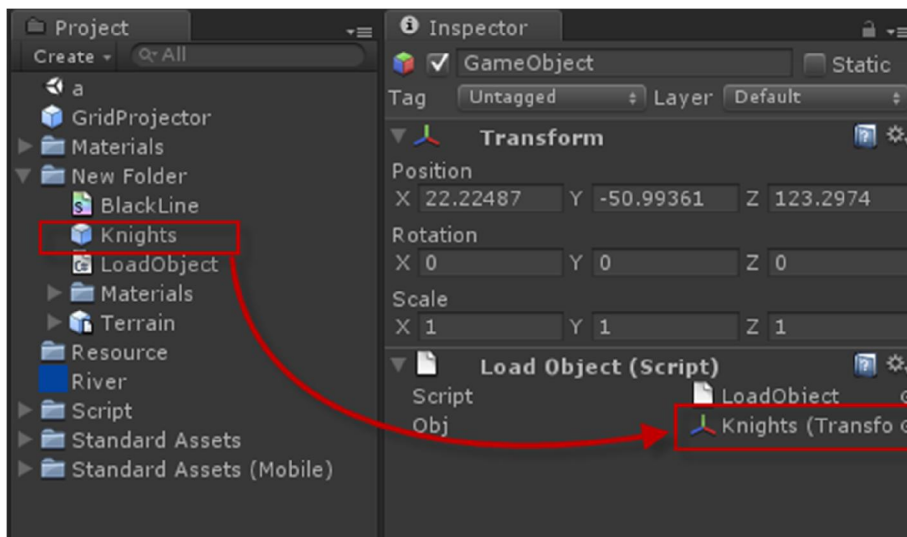 Project
Create
All
a
GridProjector
Materials
New Folder
BlackLine
Knights
LoadObject
Materials
Terrain
Resource
River
Script
Standard Assets
Standard Assets (Mobile)
Inspector
GameObject
Static
Tag Untagged Layer Default
Transform
Position
X 22.22487 Y -50.99361 Z 123.2974
Rotation
X 0 Y 0 Z 0
Scale
X 1 Y 1 Z 1
Load Object (Script)
Script LoadObject
Obj Knights (Transfo